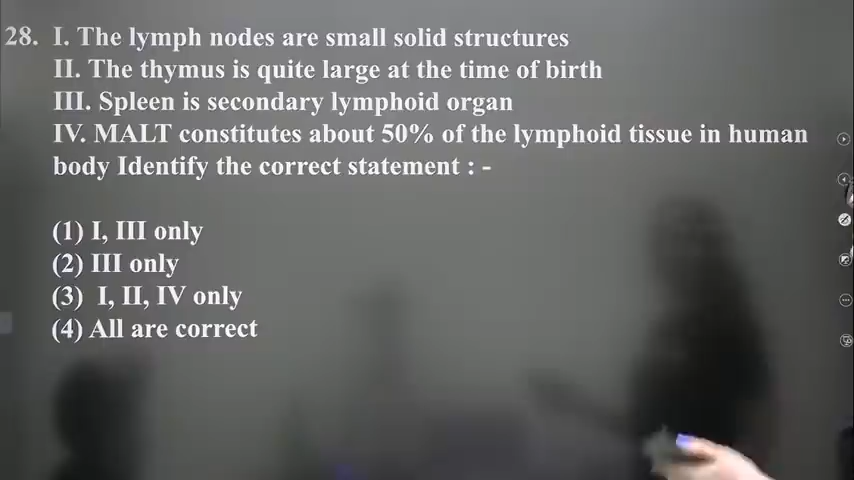 28. I. The lymph nodes are small solid structures
II. The thymus is quite large at the time of birth
III. Spleen is secondary lymphoid organ
IV. MALT constitutes about 50% of the lymphoid tissue in human
body Identify the correct statement : -
(1) I, III only
(2) III only
(3) I, II, IV only
(4) All are correct